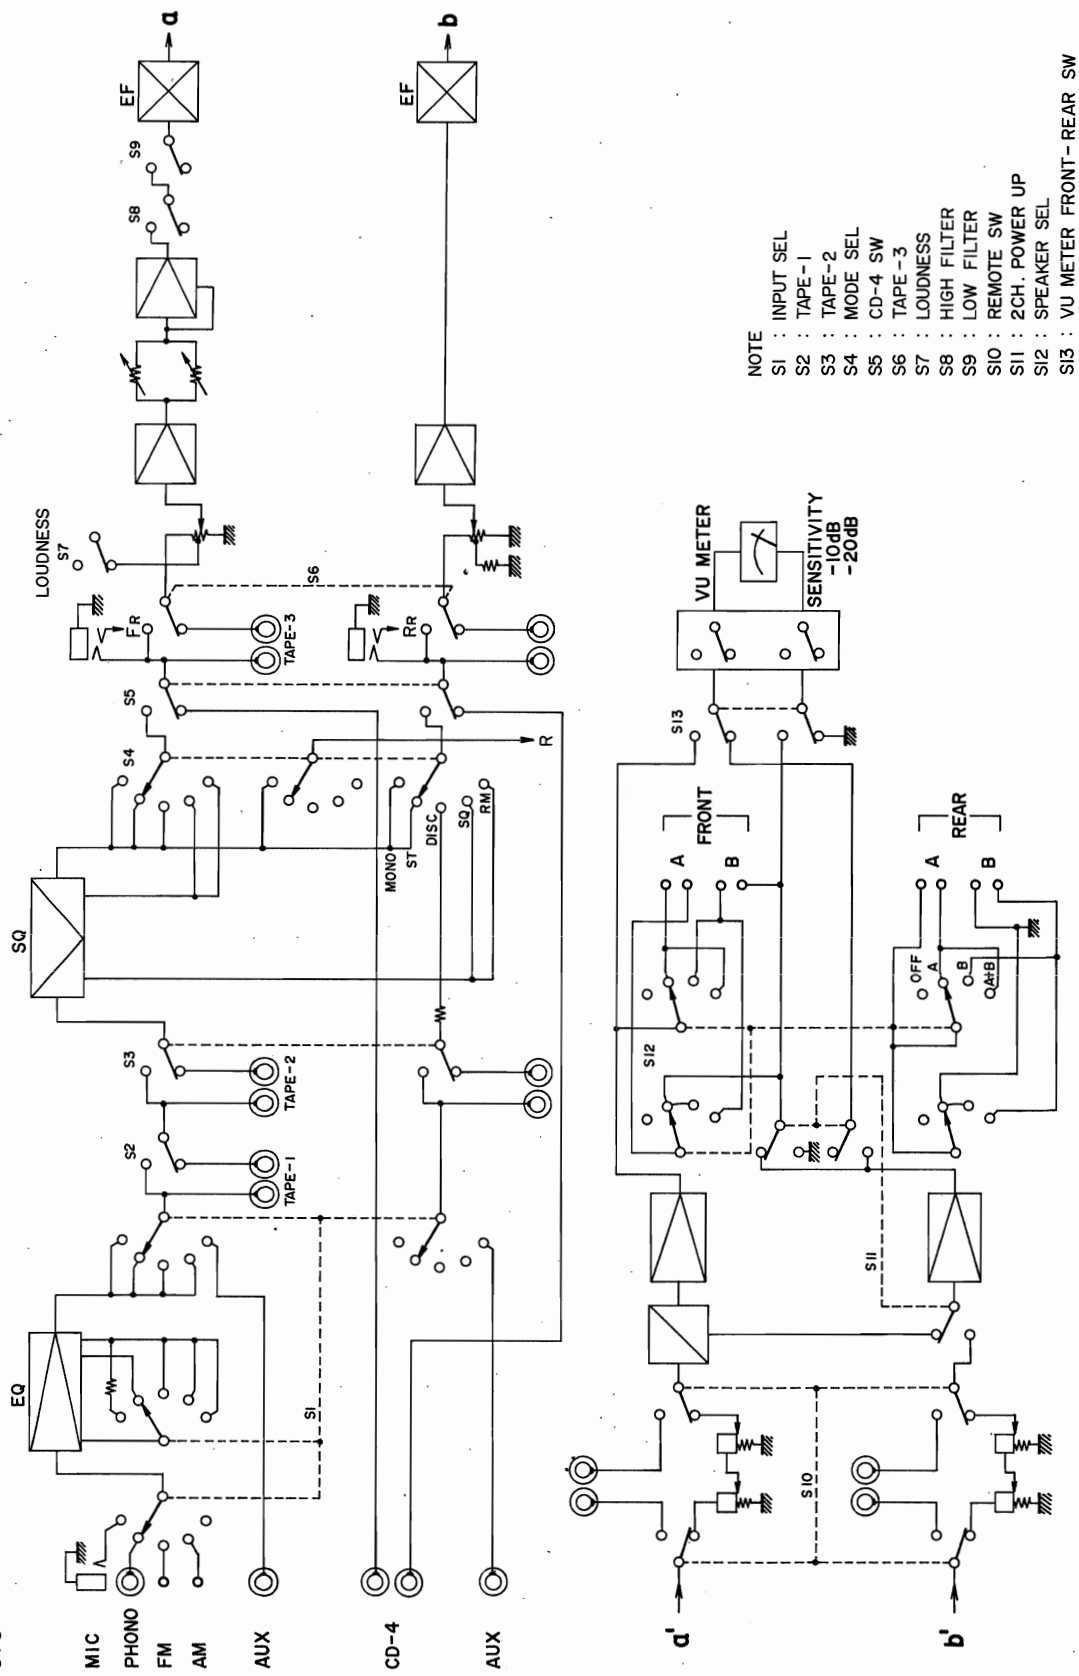 MIC
PHONO
FM
AM
AUX
CD-4
AUX
EQ
S1
S2
TAPE-1
S3
TAPE-2
SQ
MONO
ST
DISC
SQ
RM
S4
R
S5
FR
TAPE-3
RR
S6
LOUDNESS
S7
S8
S9
EF
a
EF
b
a'
b'
S10
S11
S12
OFF
A
B
A+B
A
B
FRONT
A
B
REAR
S13
VU METER
SENSITIVITY
-10dB
-20dB
NOTE
S1 : INPUT SEL
S2 : TAPE-1
S3 : TAPE-2
S4 : MODE SEL
S5 : CD-4 SW
S6 : TAPE-3
S7 : LOUDNESS
S8 : HIGH FILTER
S9 : LOW FILTER
S10 : REMOTE SW
S11 : 2CH. POWER UP
S12 : SPEAKER SEL
S13 : VU METER FRONT-REAR SW